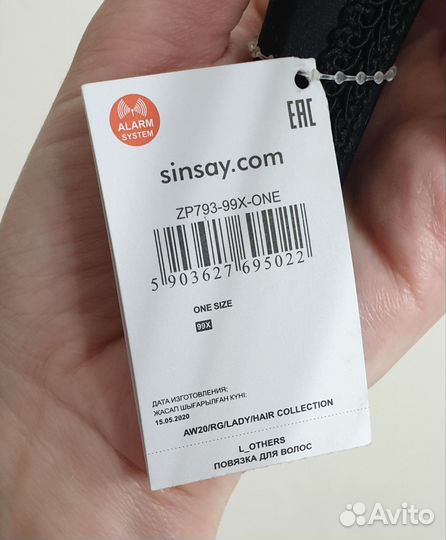 ALARM
SYSTEM
EAC
sinsay.com
ZP793-99X-ONE
5 903627 695022
ONE SIZE
99X
ДАТА ИЗГОТОВЛЕНИЯ;
ЖАСАП ШЫҒАРЫЛҒАН КҮНІ:
15.05.2020
AW20/RG/LADY/HAIR COLLECTION
L_OTHERS
ПОВЯЗКА ДЛЯ ВОЛОС
Avito